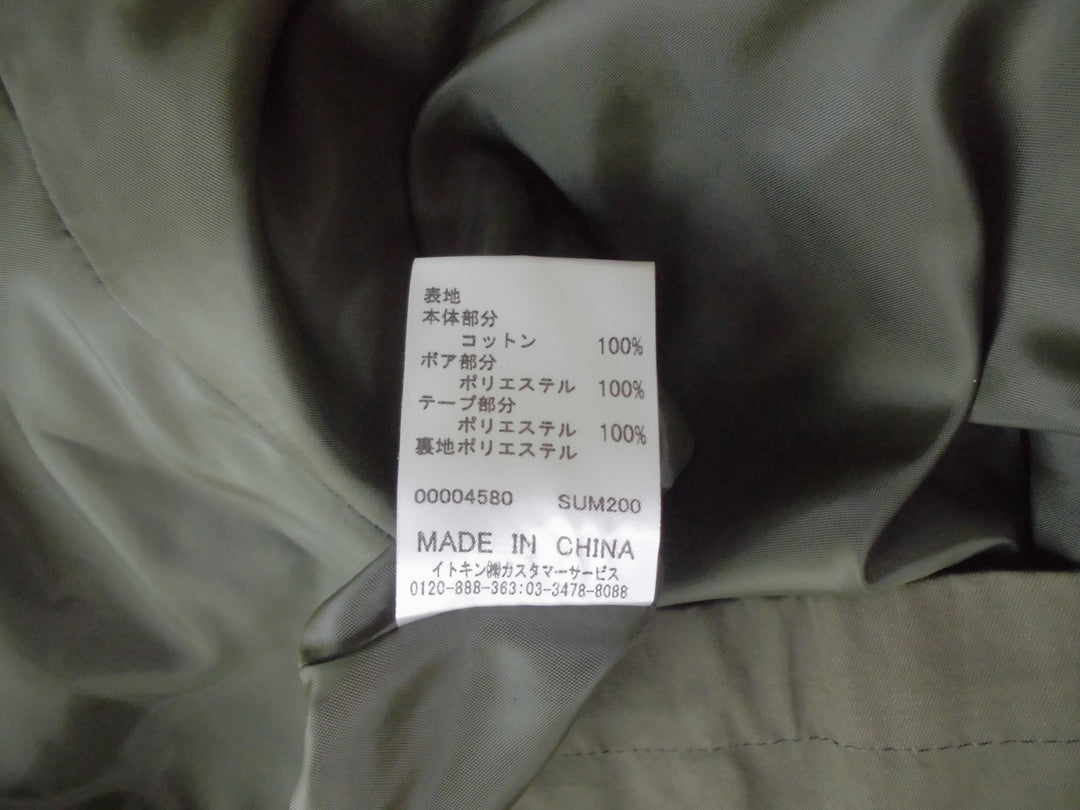 表地
本体部分
コットン 100%
ボア部分
ポリエステル 100%
テープ部分
ポリエステル 100%
裏地ポリエステル
00004580 SUM200
MADE IN CHINA
イトキン㈱カスタマーサービス
0120-888-363:03-3478-8088